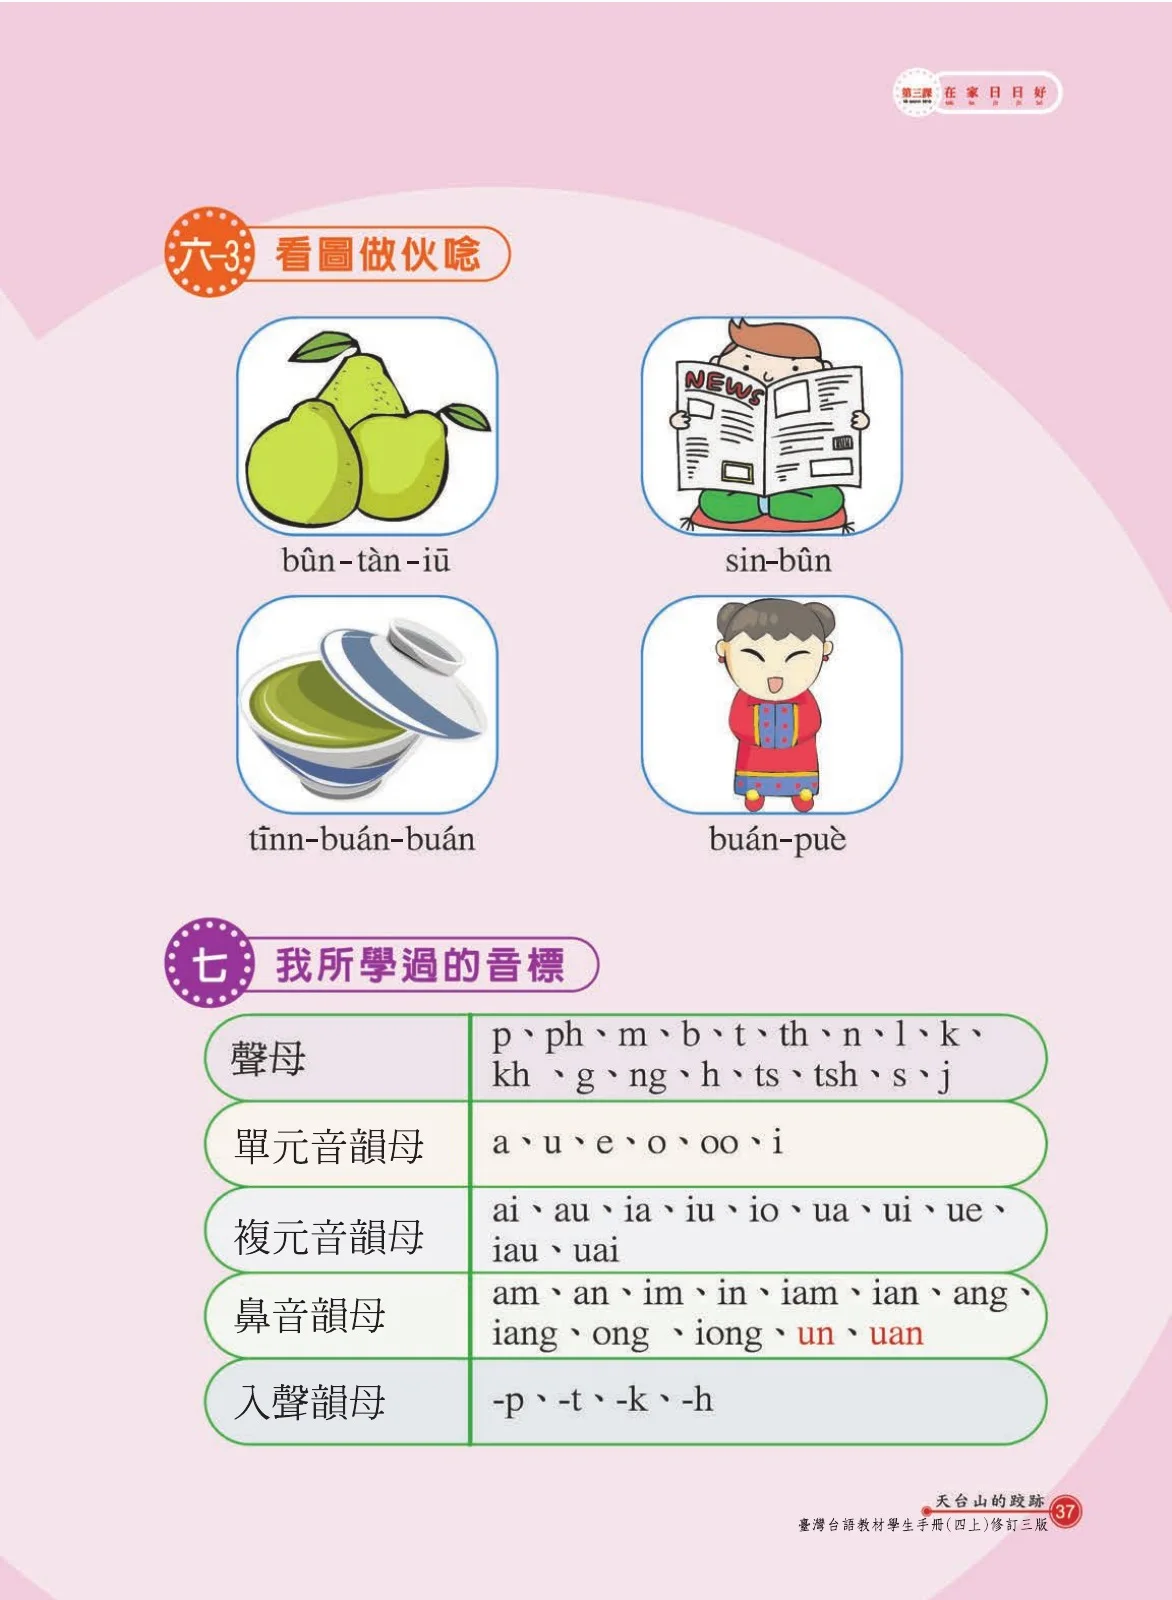 第三課 在家日日好
六-3 看圖做伙唸
NEWS
bûn-tàn-iū
sin-bûn
tīnn-buán-buán
buán-puè
七 我所學過的音標
聲母
p、ph、m、b、t、th、n、l、k、
kh、g、ng、h、ts、tsh、s、j
單元音韻母
a、u、e、o、oo、i
複元音韻母
ai、au、ia、iu、io、ua、ui、ue、
iau、uai
鼻音韻母
am、an、im、in、iam、ian、ang、
iang、ong、iong、un、uan
入聲韻母
-p、-t、-k、-h
天台山的跤跡
臺灣台語教材學生手冊(四上)修訂三版
37